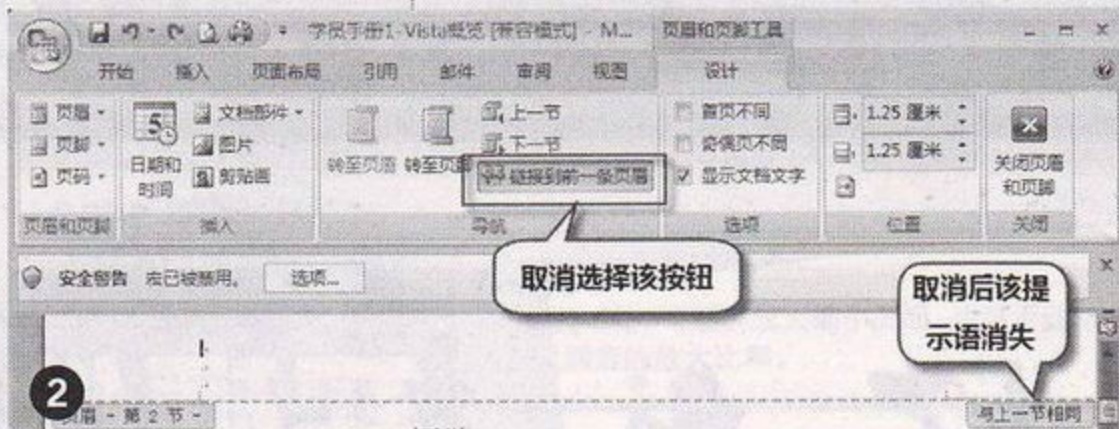 学员手册1-Vista概览 [兼容模式] - M... 页眉和页脚工具
开始 插入 页面布局 引用 邮件 审阅 视图 设计
页眉
页脚
页码
页眉和页脚
5
日期和
时间
文档部件
图片
剪贴画
插入
转至页眉 转至页脚
上一节
下一节
链接到前一条页眉
导航
首页不同
奇偶页不同
显示文档文字
选项
1.25 厘米
1.25 厘米
位置
关闭页眉
和页脚
关闭
安全警告 宏已被禁用。 选项...
取消选择该按钮
取消后该提
示语消失
2
页眉 - 第 2 节 -
与上一节相同